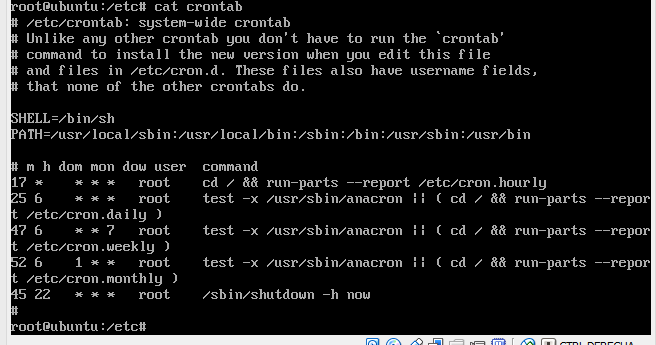 root@ubuntu:/etc# cat crontab
# /etc/crontab: system-wide crontab
# Unlike any other crontab you don't have to run the `crontab'
# command to install the new version when you edit this file
# and files in /etc/cron.d. These files also have username fields,
# that none of the other crontabs do.

SHELL=/bin/sh
PATH=/usr/local/sbin:/usr/local/bin:/sbin:/bin:/usr/sbin:/usr/bin

# m h dom mon dow user  command
17 *    * * *   root    cd / && run-parts --report /etc/cron.hourly
25 6    * * *   root    test -x /usr/sbin/anacron || ( cd / && run-parts --repor
t /etc/cron.daily )
47 6    * * 7   root    test -x /usr/sbin/anacron || ( cd / && run-parts --repor
t /etc/cron.weekly )
52 6    1 * *   root    test -x /usr/sbin/anacron || ( cd / && run-parts --repor
t /etc/cron.monthly )
45 22   * * *   root    /sbin/shutdown -h now
#
root@ubuntu:/etc#
CTRL DERECHA